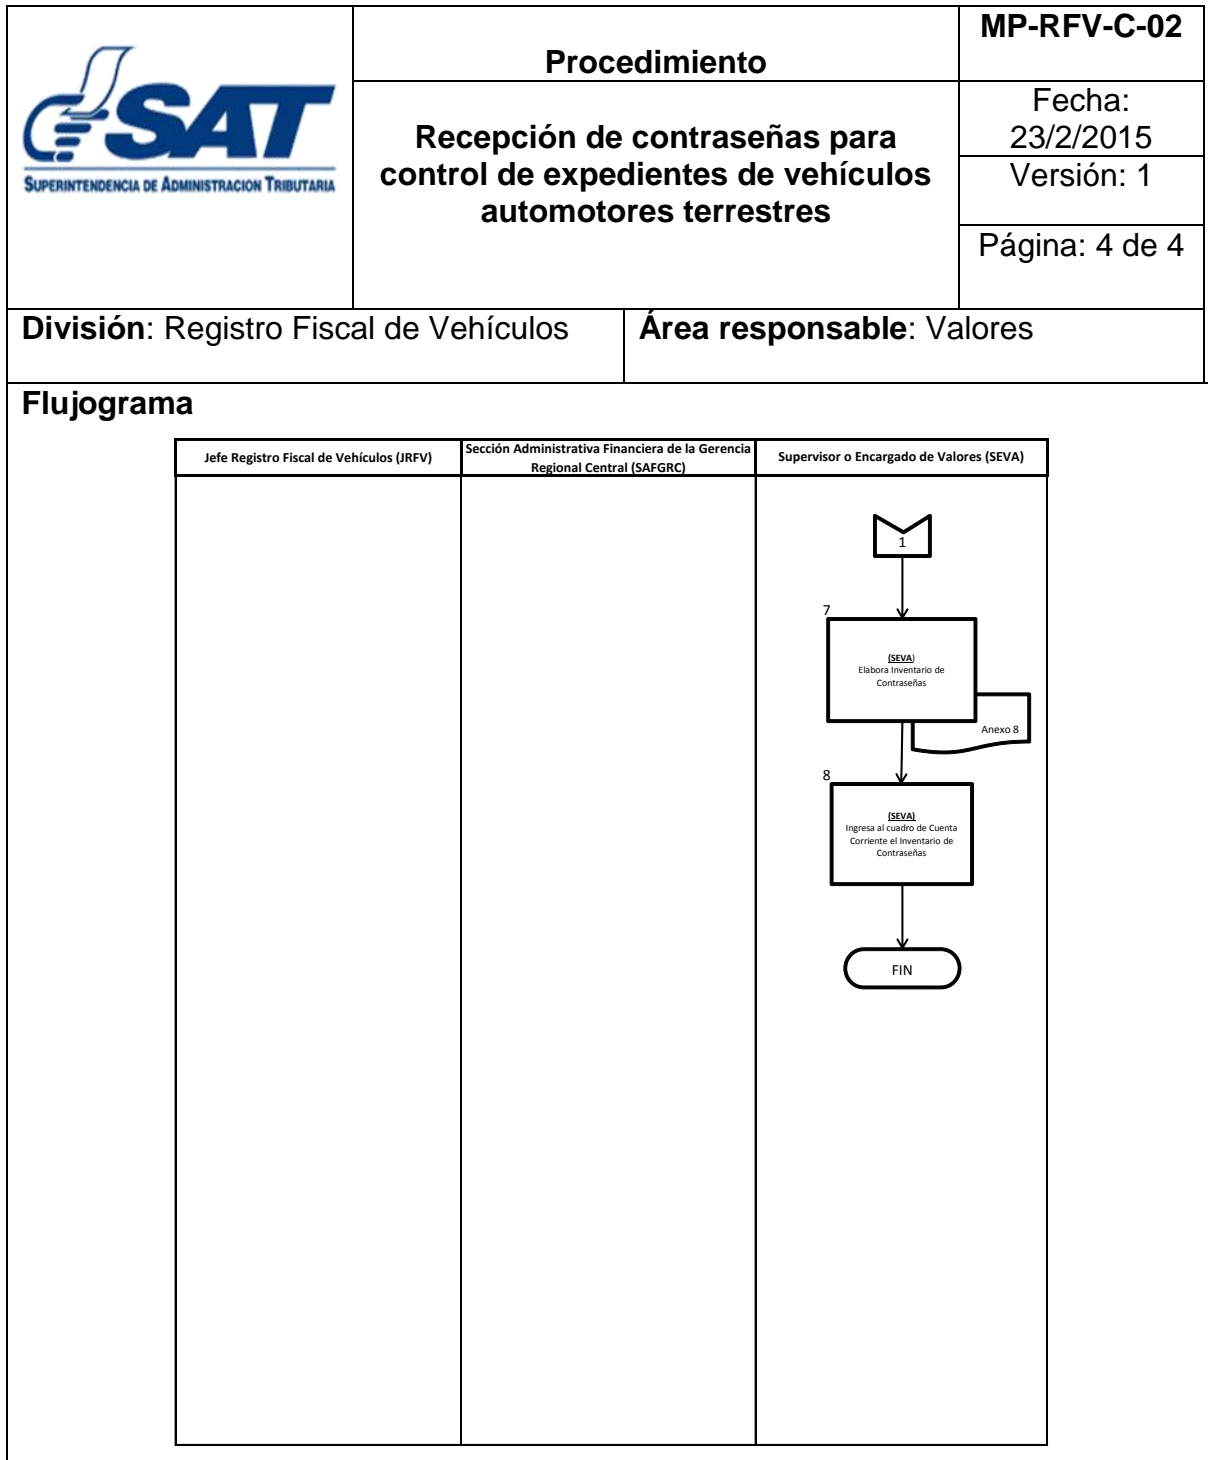 SAT
SUPERINTENDENCIA DE ADMINISTRACION TRIBUTARIA
Procedimiento
MP-RFV-C-02
Recepción de contraseñas para
control de expedientes de vehículos
automotores terrestres
Fecha:
23/2/2015
Versión: 1
Página: 4 de 4
División: Registro Fiscal de Vehículos
Área responsable: Valores
Flujograma
Jefe Registro Fiscal de Vehículos (JRFV)
Sección Administrativa Financiera de la Gerencia
Regional Central (SAFGRC)
Supervisor o Encargado de Valores (SEVA)
1
7
(SEVA)
Elabora Inventario de
Contraseñas
Anexo 8
8
(SEVA)
Ingresa al cuadro de Cuenta
Corriente el Inventario de
Contraseñas
FIN